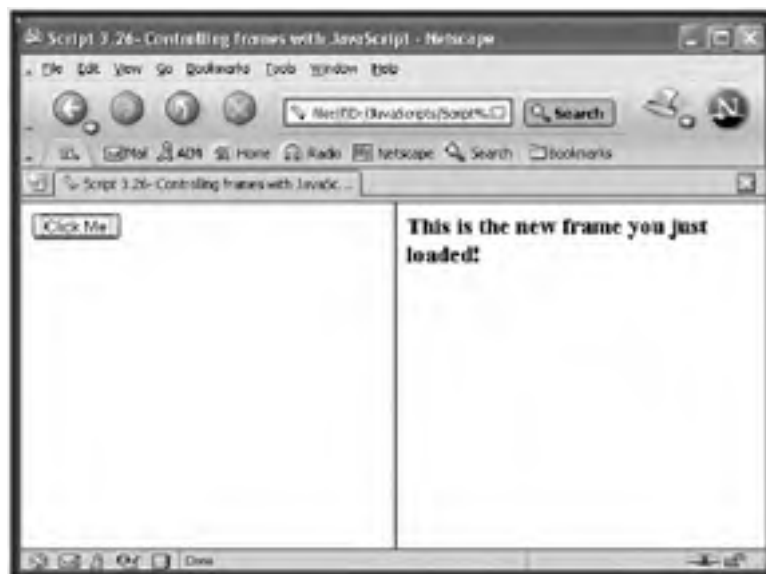 Script 3.26- Controlling frames with JavaScript - Netscape
File Edit View Go Bookmarks Tools Window Help
Search
Mail AIM Home Radio Netscape Search Bookmarks
Script 3.26- Controlling frames with JavaSc...
Click Me
This is the new frame you just
loaded!
Done